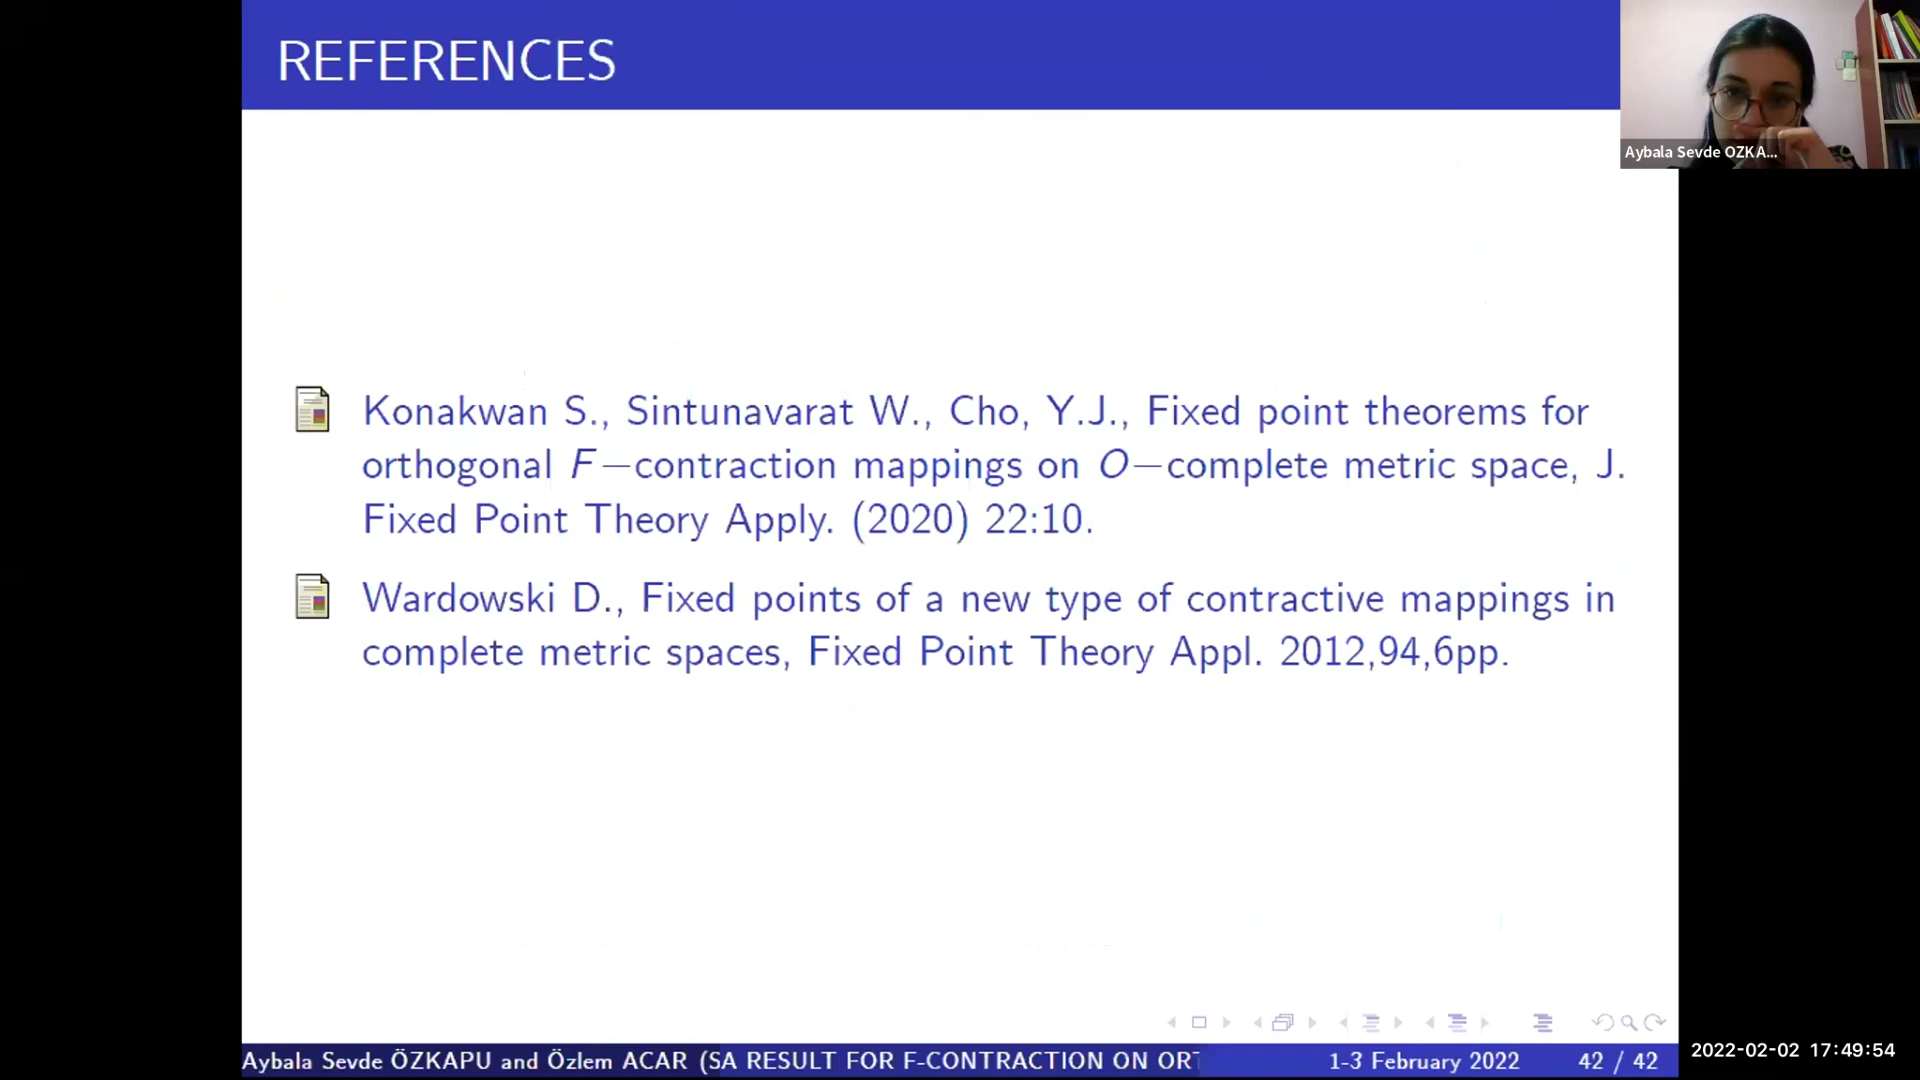 REFERENCES
Aybala Sevde OZKA...
Konakwan S., Sintunavarat W., Cho, Y.J., Fixed point theorems for
orthogonal F−contraction mappings on O−complete metric space, J.
Fixed Point Theory Apply. (2020) 22:10.
Wardowski D., Fixed points of a new type of contractive mappings in
complete metric spaces, Fixed Point Theory Appl. 2012,94,6pp.
Aybala Sevde ÖZKAPU and Özlem ACAR (SA RESULT FOR F-CONTRACTION ON ORT
1-3 February 2022
42 / 42
2022-02-02 17:49:54